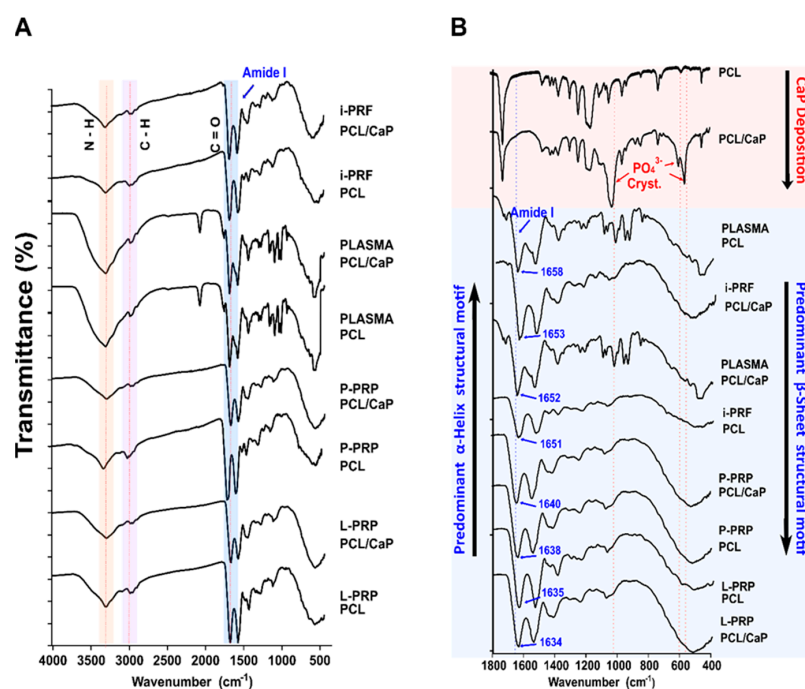 A
Transmittance (%)
N - H
C - H
C = O
Amide I
i-PRF
PCL/CaP
i-PRF
PCL
PLASMA
PCL/CaP
PLASMA
PCL
P-PRP
PCL/CaP
P-PRP
PCL
L-PRP
PCL/CaP
L-PRP
PCL
4000 3500 3000 2500 2000 1500 1000 500
Wavenumber (cm⁻¹)
B
Predominant α-Helix structural motif
PCL
PCL/CaP
PO₄³⁻
Cryst.
CaP Deposition
Amide I
PLASMA
PCL
1658
i-PRF
PCL/CaP
1653
PLASMA
PCL/CaP
1652
i-PRF
PCL
1651
P-PRP
PCL/CaP
1640
P-PRP
PCL
1638
L-PRP
PCL
1635
L-PRP
PCL/CaP
1634
Predominant β-Sheet structural motif
1800 1600 1400 1200 1000 800 600 400
Wavenumber (cm⁻¹)